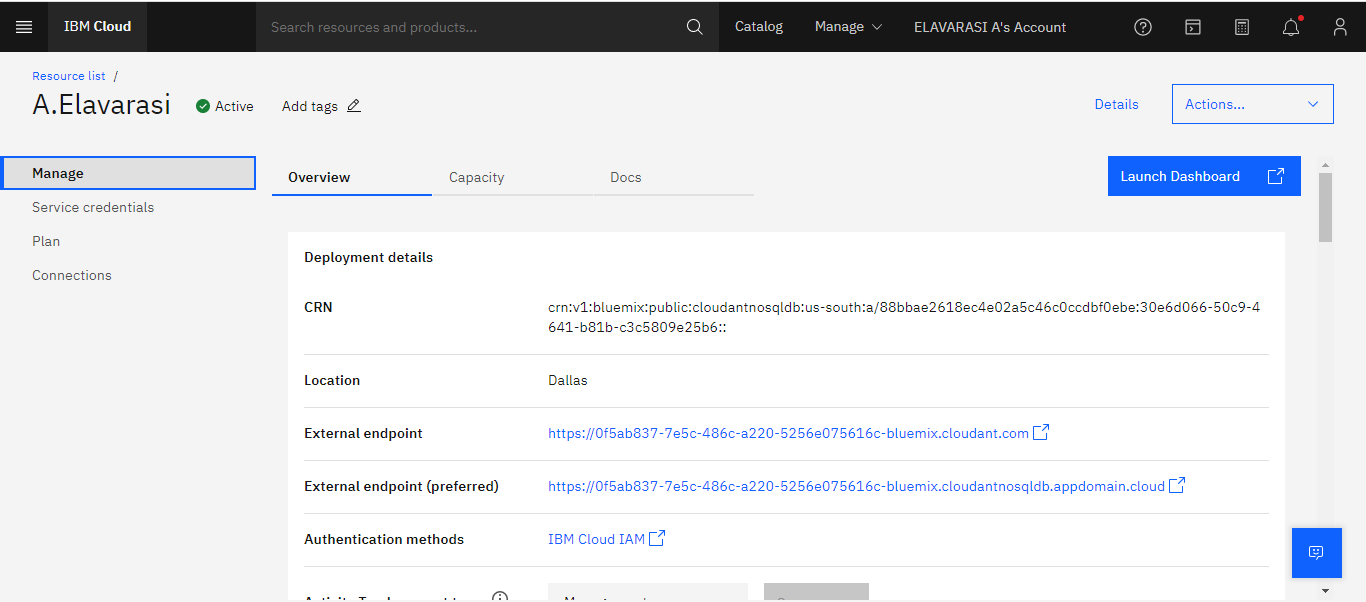 IBM Cloud
Search resources and products...
Catalog
Manage
ELAVARASI A's Account
Resource list /
A.Elavarasi
Active
Add tags
Details
Actions...
Manage
Service credentials
Plan
Connections
Overview
Capacity
Docs
Launch Dashboard
Deployment details
CRN
crn:v1:bluemix:public:cloudantnosqldb:us-south:a/88bbae2618ec4e02a5c46c0ccdbf0ebe:30e6d066-50c9-4
641-b81b-c3c5809e25b6::
Location
Dallas
External endpoint
https://0f5ab837-7e5c-486c-a220-5256e075616c-bluemix.cloudant.com
External endpoint (preferred)
https://0f5ab837-7e5c-486c-a220-5256e075616c-bluemix.cloudantnosqldb.appdomain.cloud
Authentication methods
IBM Cloud IAM